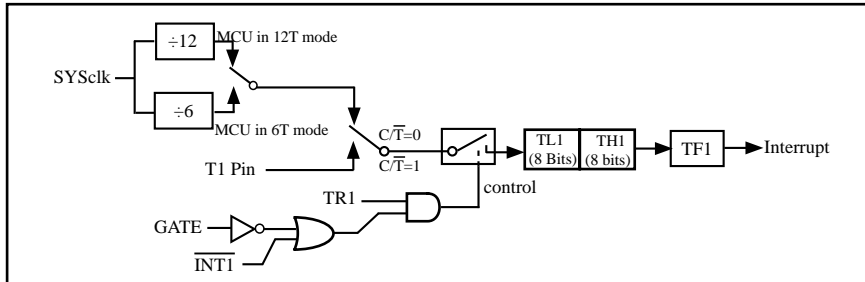 ÷12
MCU in 12T mode
SYSclk
÷6
MCU in 6T mode
C/T̅=0
C/T̅=1
T1 Pin
TL1
(8 Bits)
TH1
(8 bits)
TF1
Interrupt
control
TR1
GATE
I̅N̅T̅1̅